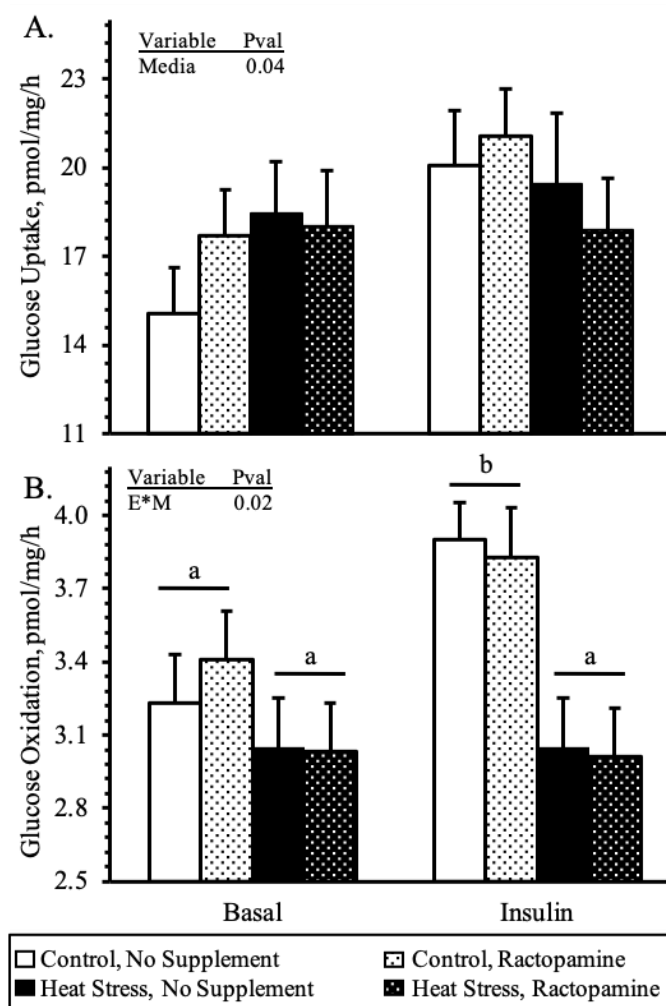 A.
Variable Pval
Media 0.04
Glucose Uptake, pmol/mg/h
23
20
17
14
11
B.
Variable Pval
E*M 0.02
Glucose Oxidation, pmol/mg/h
4.0
3.7
3.4
3.1
2.8
2.5
a
a
b
a
Basal Insulin
Control, No Supplement Control, Ractopamine
Heat Stress, No Supplement Heat Stress, Ractopamine